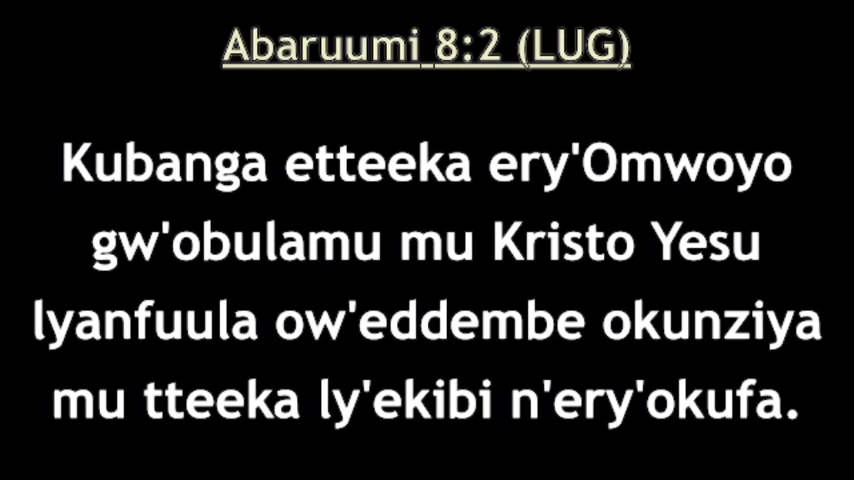 Abaruumi 8:2 (LUG)
Kubanga etteeka ery'Omwoyo
gw'obulamu mu Kristo Yesu
lyanfuula ow'eddembe okunziya
mu tteeka ly'ekibi n'ery'okufa.